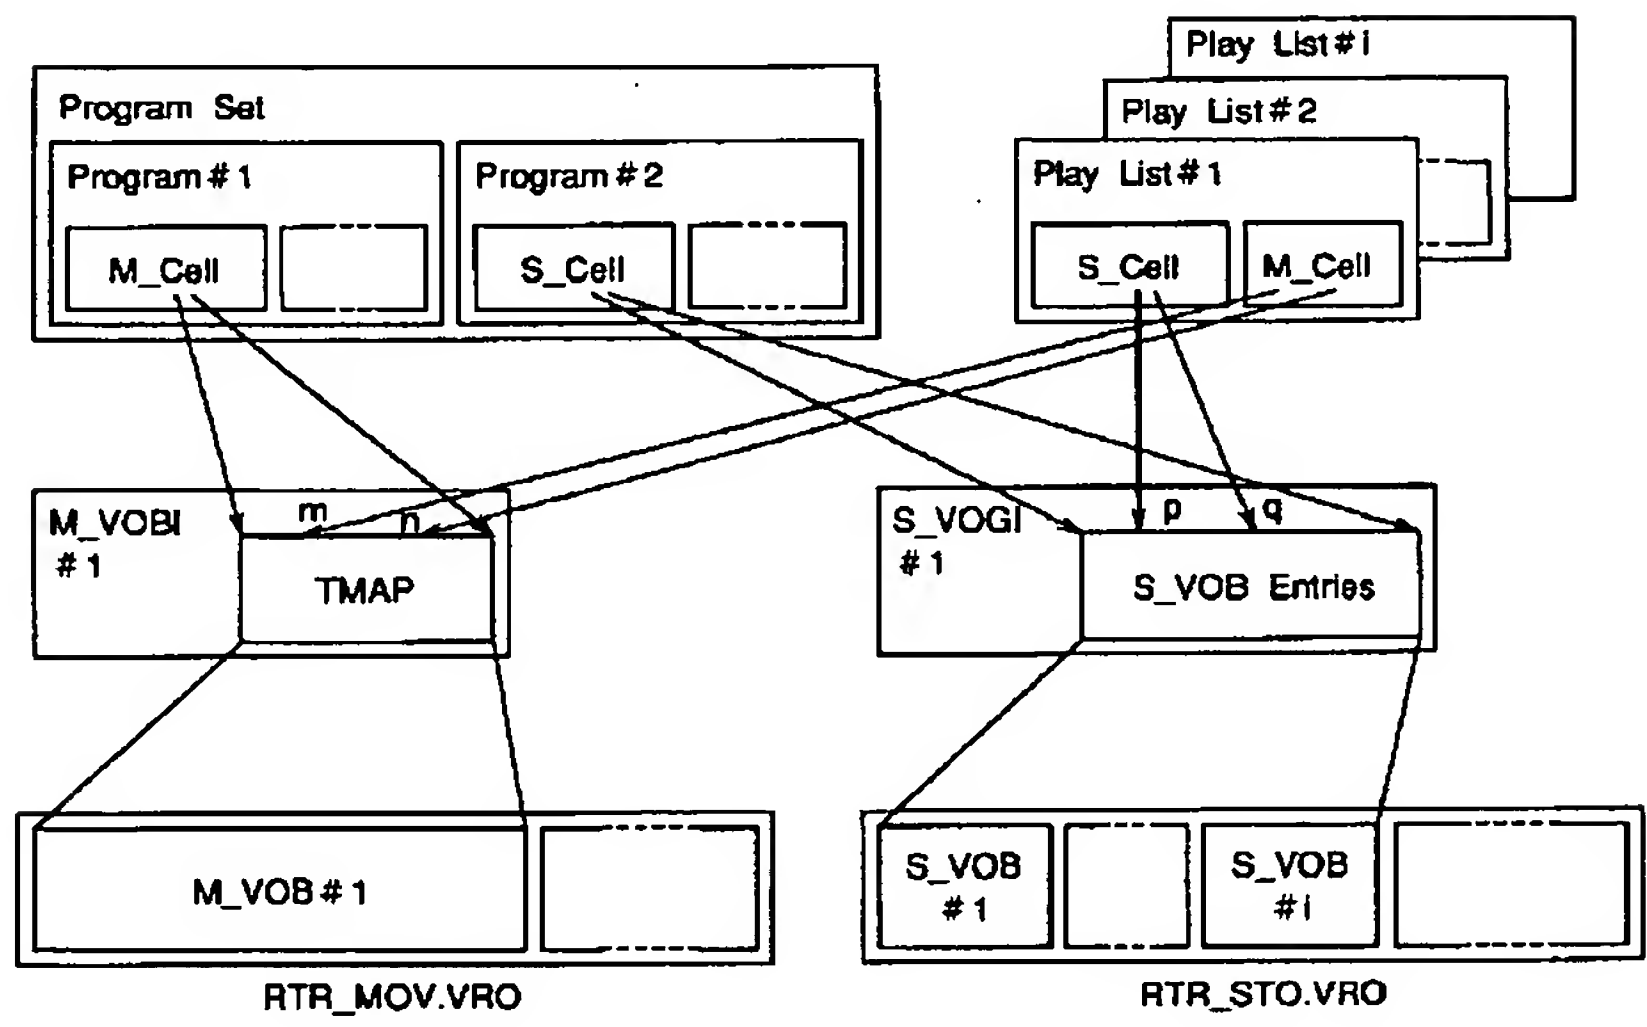 Play List#i
Program Set
Play List#2
Program#1
Program#2
Play List#1
M_Cell
S_Cell
S_Cell
M_Cell
M_VOBI
#1
m
n
TMAP
S_VOGI
#1
p
q
S_VOB Entries
M_VOB#1
S_VOB
#1
S_VOB
#i
RTR_MOV.VRO
RTR_STO.VRO